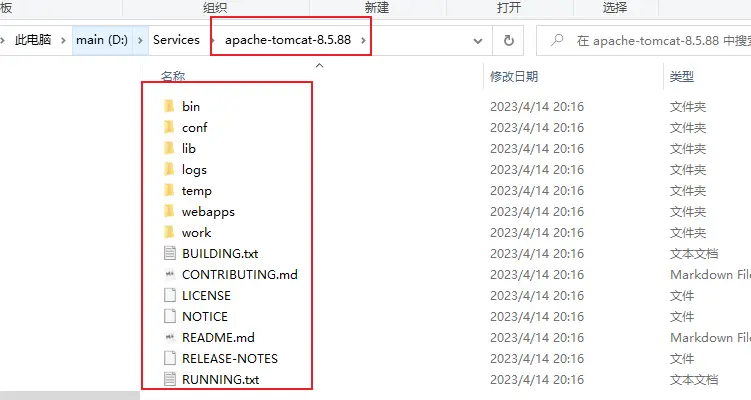 板 组织 新建 打开 选择
此电脑 main (D:) Services apache-tomcat-8.5.88 在 apache-tomcat-8.5.88 中搜索
名称 修改日期 类型
bin 2023/4/14 20:16 文件夹
conf 2023/4/14 20:16 文件夹
lib 2023/4/14 20:16 文件夹
logs 2023/4/14 20:16 文件夹
temp 2023/4/14 20:16 文件夹
webapps 2023/4/14 20:16 文件夹
work 2023/4/14 20:16 文件夹
BUILDING.txt 2023/4/14 20:16 文本文档
CONTRIBUTING.md 2023/4/14 20:16 Markdown File
LICENSE 2023/4/14 20:16 文件
NOTICE 2023/4/14 20:16 文件
README.md 2023/4/14 20:16 Markdown File
RELEASE-NOTES 2023/4/14 20:16 文件
RUNNING.txt 2023/4/14 20:16 文本文档